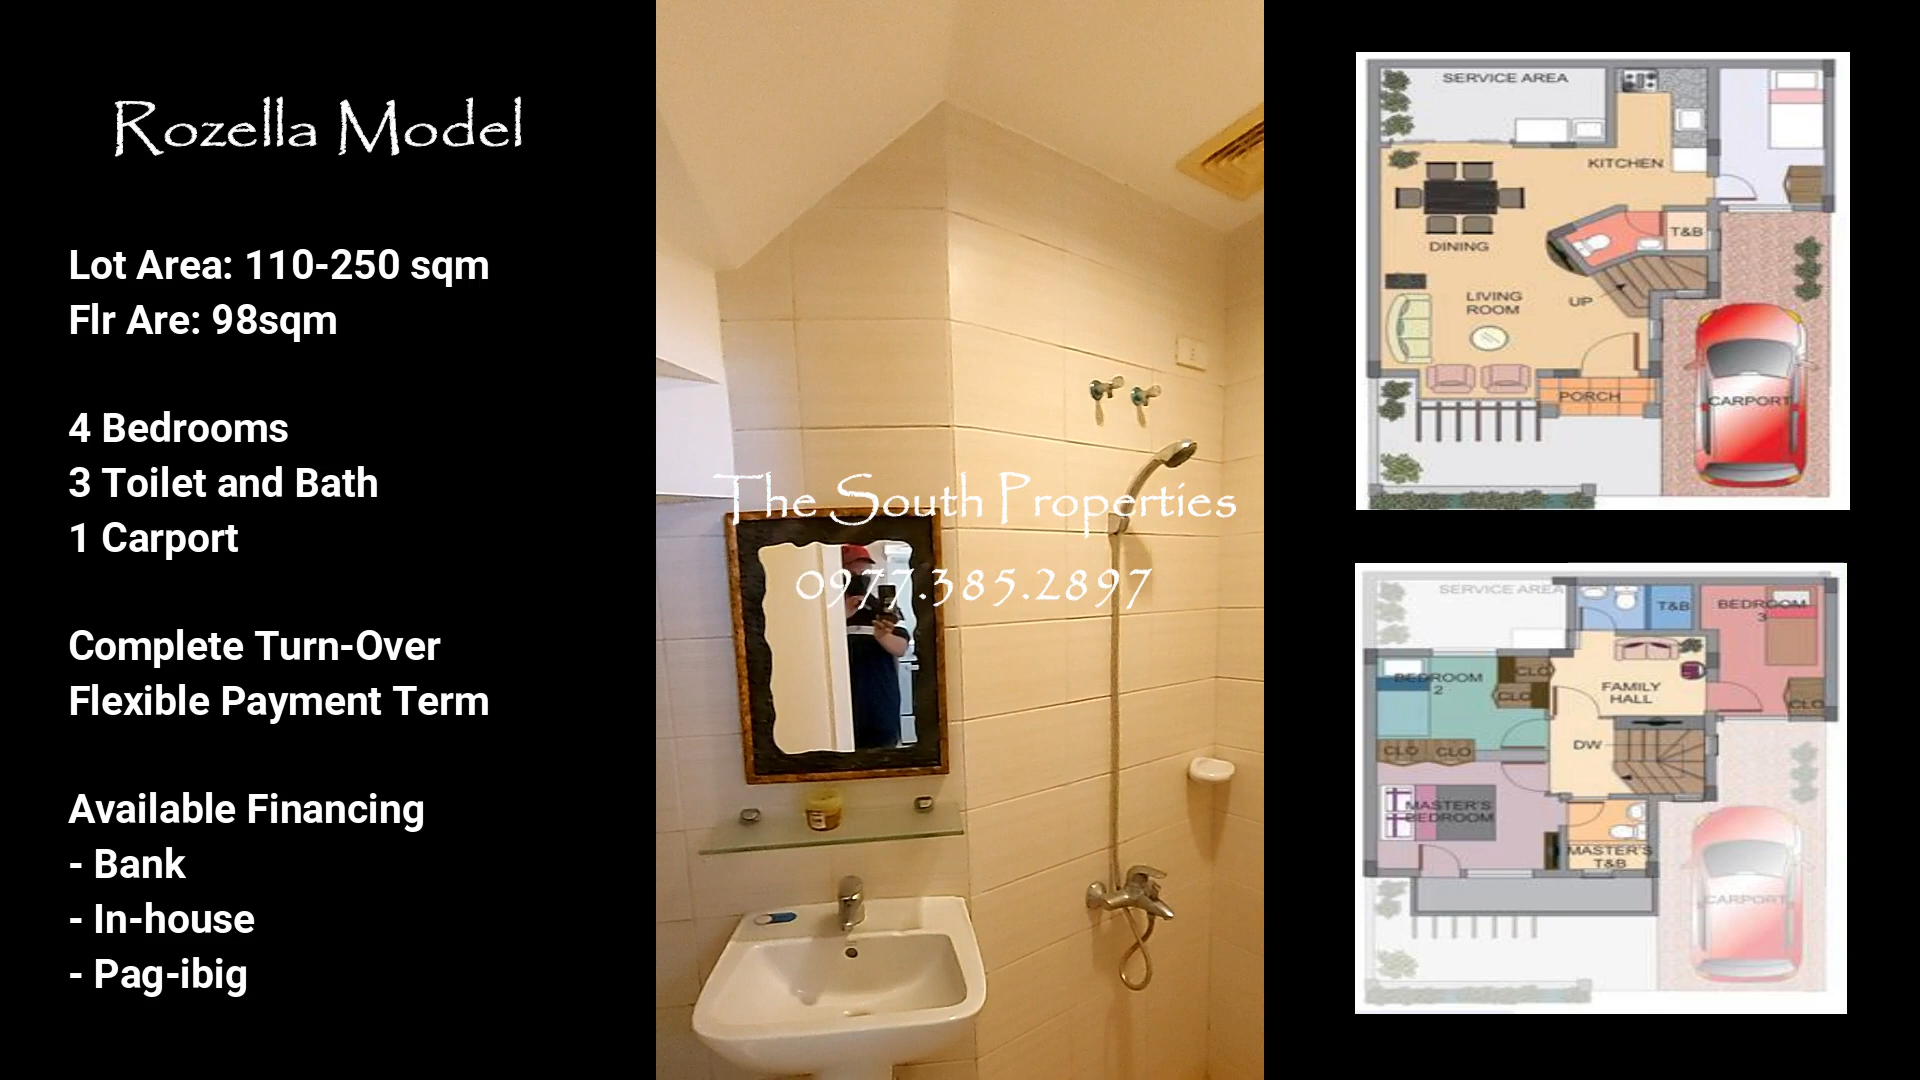 Rozella Model
Lot Area: 110-250 sqm
Flr Are: 98sqm
4 Bedrooms
3 Toilet and Bath
1 Carport
Complete Turn-Over
Flexible Payment Term
Available Financing
- Bank
- In-house
- Pag-ibig
The South Properties
0977.385.2897
SERVICE AREA
KITCHEN
T&B
DINING
LIVING
ROOM
UP
PORCH
CARPORT
SERVICE AREA
T&B
BEDROOM
3
BEDROOM
2
CLO
CLO
FAMILY
HALL
CLO
DW
CLO CLO
MASTER'S
BEDROOM
MASTER'S
T&B
CARPORT